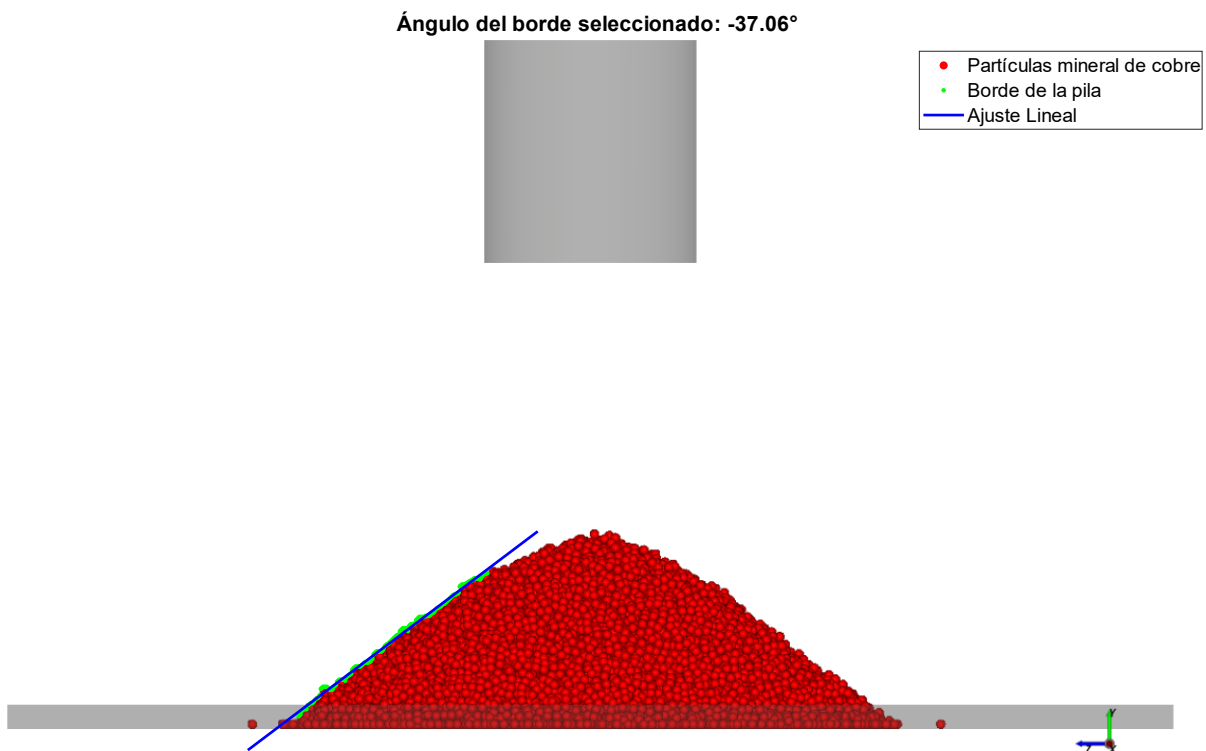 Ángulo del borde seleccionado: -37.06°
Partículas mineral de cobre
Borde de la pila
Ajuste Lineal
Y
Z
X